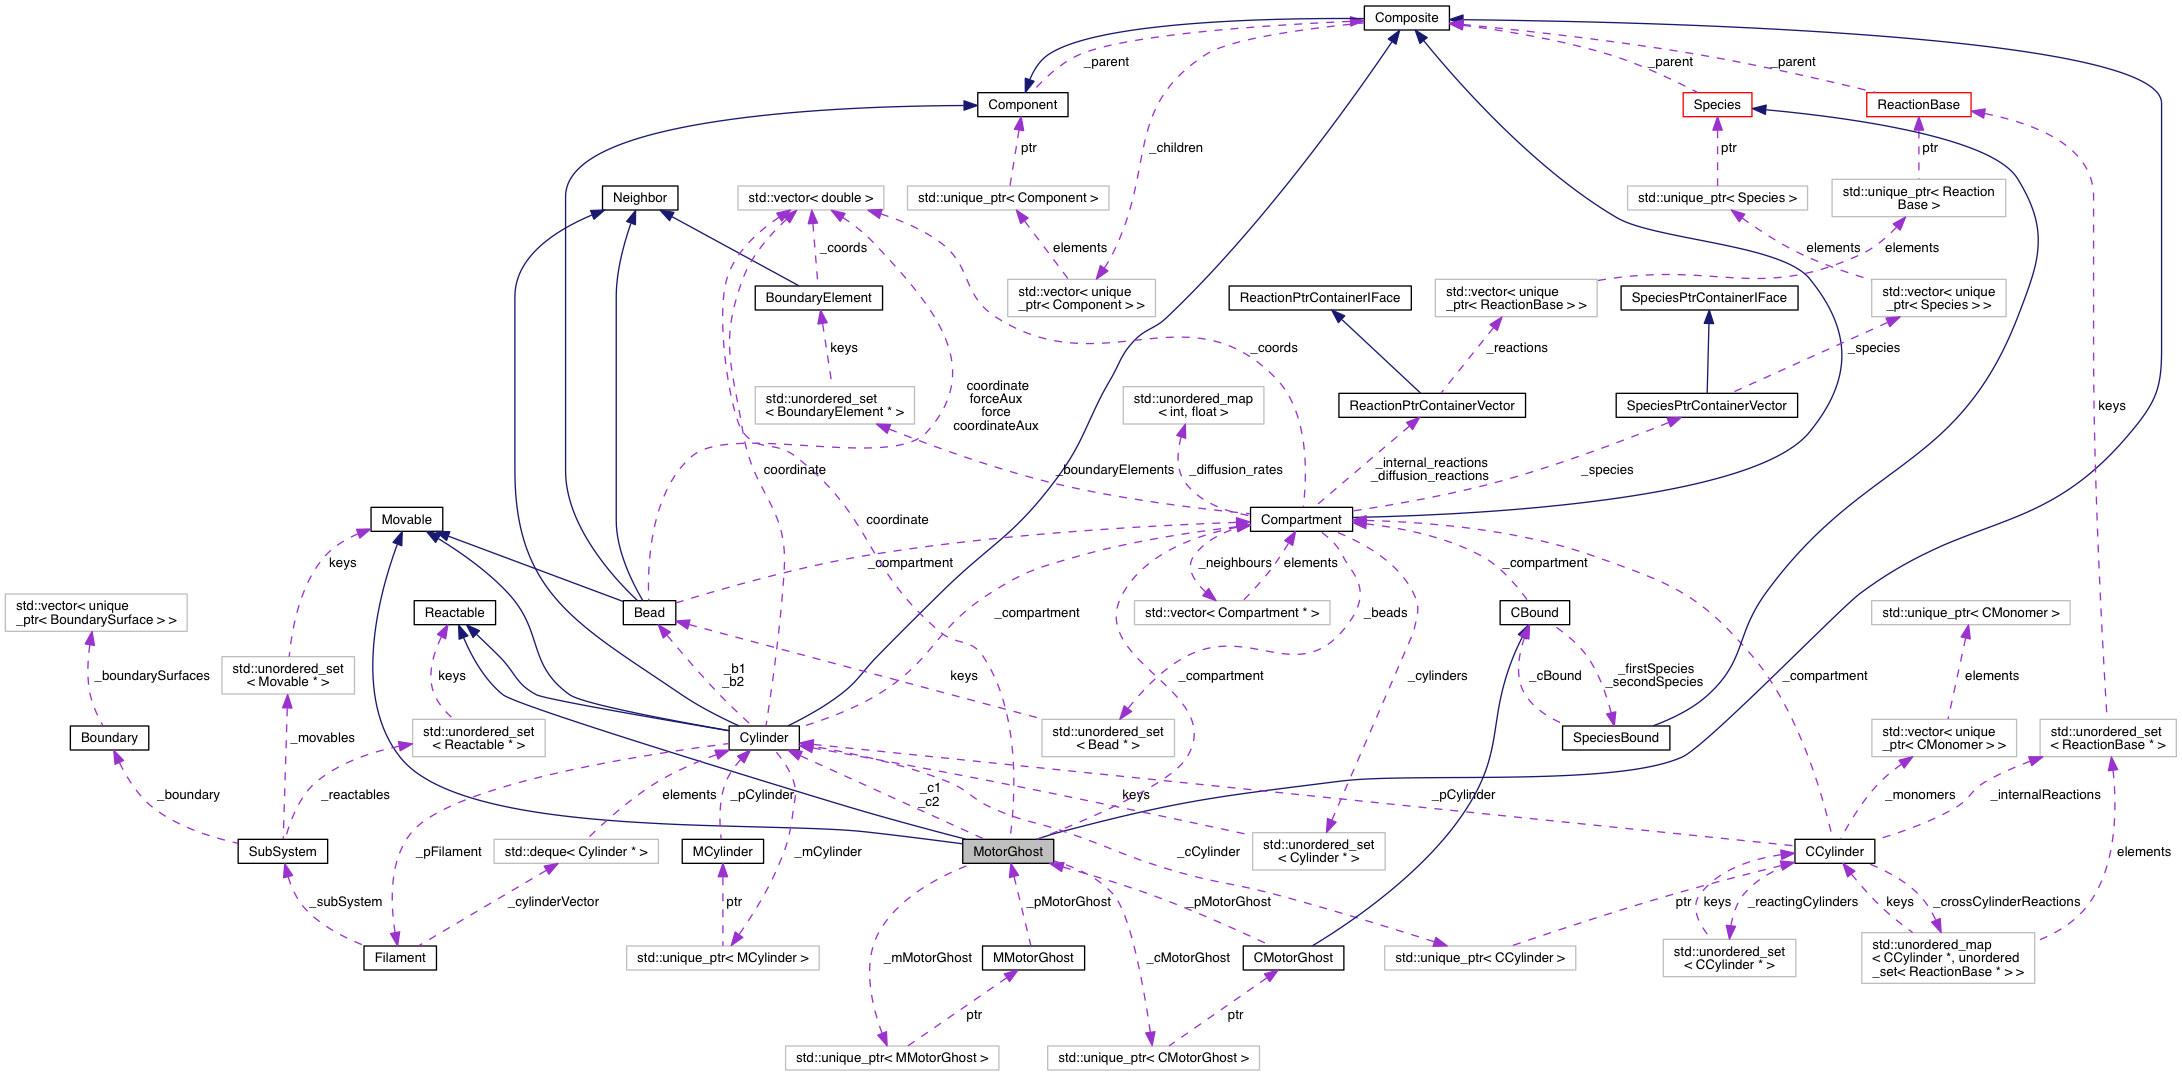 Composite
_parent
_parent
_parent
Component
Species
ReactionBase
ptr
_children
ptr
ptr
Neighbor
std::vector< double >
std::unique_ptr< Component >
std::unique_ptr< Species >
std::unique_ptr< Reaction
Base >
_coords
elements
elements
elements
BoundaryElement
std::vector< unique
_ptr< Component > >
ReactionPtrContainerIFace
std::vector< unique
_ptr< ReactionBase > >
SpeciesPtrContainerIFace
std::vector< unique
_ptr< Species > >
keys
_coords
_reactions
_species
coordinate
forceAux
force
coordinateAux
std::unordered_set
< BoundaryElement * >
std::unordered_map
< int, float >
ReactionPtrContainerVector
SpeciesPtrContainerVector
keys
coordinate
_boundaryElements
_diffusion_rates
_internal_reactions
_diffusion_reactions
_species
Movable
coordinate
Compartment
keys
_compartment
_neighbours
elements
_compartment
std::vector< unique
_ptr< BoundarySurface > >
Reactable
Bead
_compartment
std::vector< Compartment * >
_beads
CBound
std::unique_ptr< CMonomer >
_boundarySurfaces
std::unordered_set
< Movable * >
keys
_b1
_b2
keys
_compartment
_cylinders
_cBound
_firstSpecies
_secondSpecies
_compartment
elements
Boundary
_movables
std::unordered_set
< Reactable * >
Cylinder
std::unordered_set
< Bead * >
SpeciesBound
std::vector< unique
_ptr< CMonomer > >
std::unordered_set
< ReactionBase * >
_boundary
_reactables
elements
_pCylinder
_c1
_c2
keys
_pCylinder
_monomers
_internalReactions
SubSystem
_pFilament
std::deque< Cylinder * >
MCylinder
_mCylinder
MotorGhost
_cCylinder
std::unordered_set
< Cylinder * >
CCylinder
elements
_subSystem
_cylinderVector
ptr
_pMotorGhost
_pMotorGhost
ptr
keys
_reactingCylinders
keys
_crossCylinderReactions
Filament
std::unique_ptr< MCylinder >
_mMotorGhost
MMotorGhost
_cMotorGhost
CMotorGhost
std::unique_ptr< CCylinder >
std::unordered_set
< CCylinder * >
std::unordered_map
< CCylinder *, unordered
_set< ReactionBase * > >
ptr
ptr
std::unique_ptr< MMotorGhost >
std::unique_ptr< CMotorGhost >